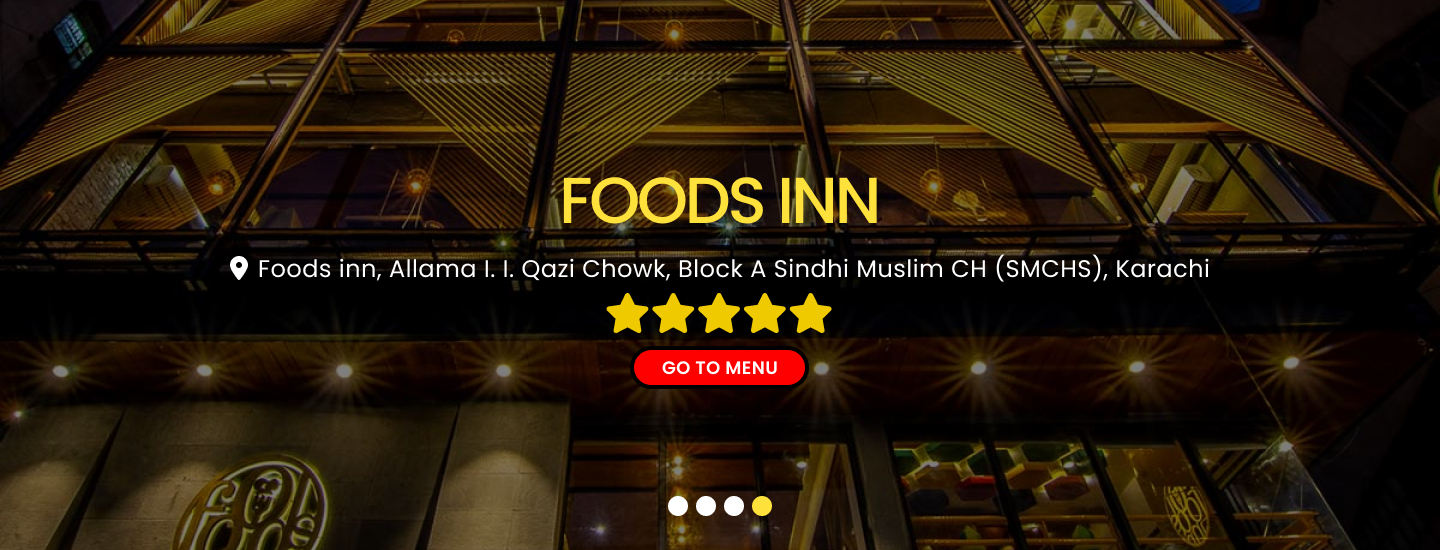 FOODS INN
Foods inn, Allama I. I. Qazi Chowk, Block A Sindhi Muslim CH (SMCHS), Karachi
GO TO MENU